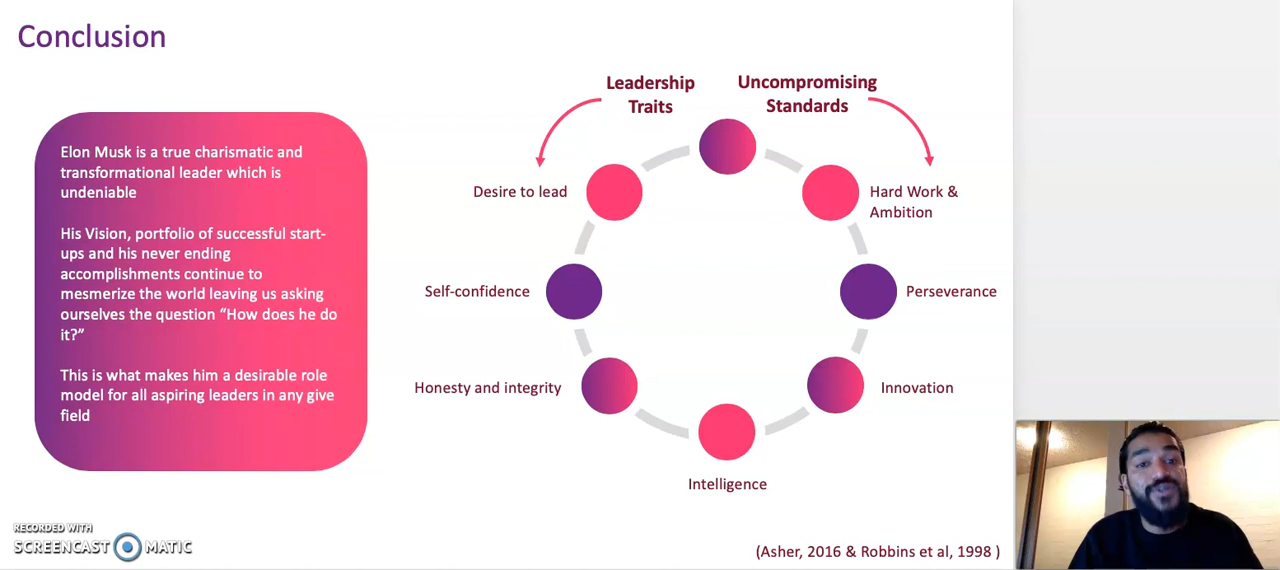 Conclusion
Elon Musk is a true charismatic and
transformational leader which is
undeniable
His Vision, portfolio of successful start-
ups and his never ending
accomplishments continue to
mesmerize the world leaving us asking
ourselves the question “How does he do
it?”
This is what makes him a desirable role
model for all aspiring leaders in any give
field
Leadership
Traits
Uncompromising
Standards
Desire to lead
Hard Work &
Ambition
Self-confidence
Perseverance
Honesty and integrity
Innovation
Intelligence
(Asher, 2016 & Robbins et al, 1998 )
RECORDED WITH
SCREENCAST MATIC